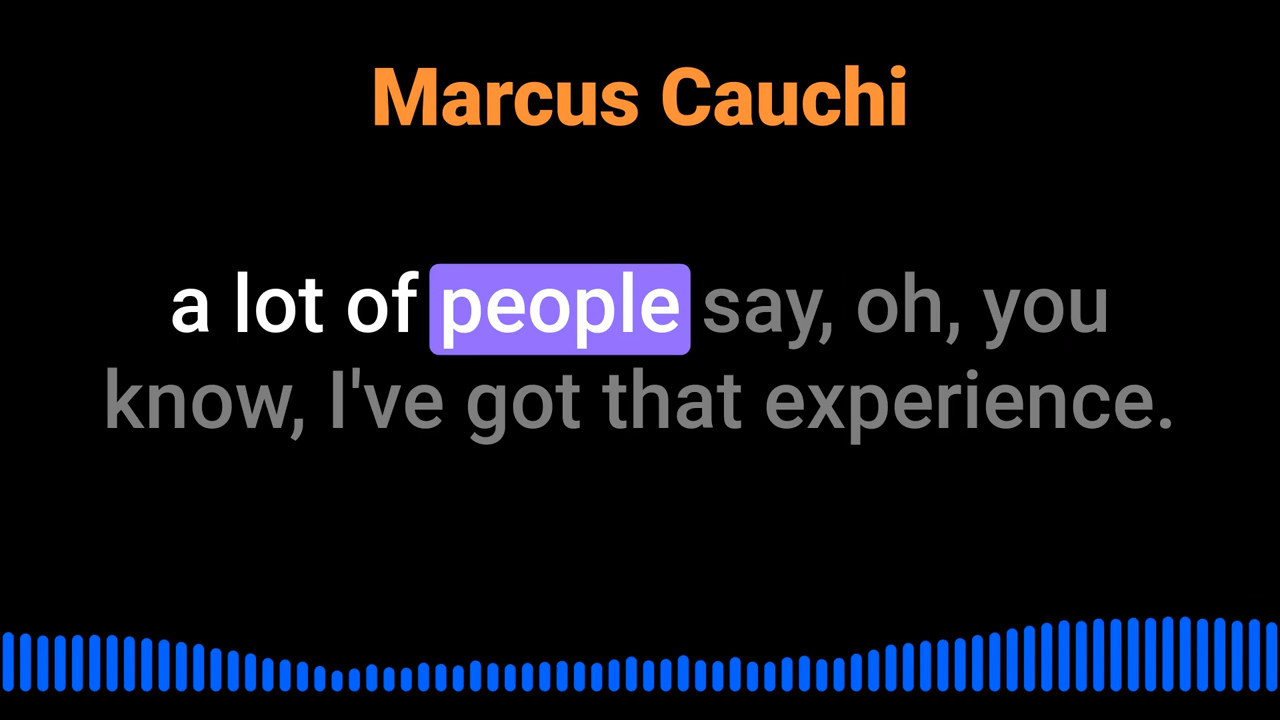 Marcus Cauchi
a lot of people say, oh, you
know, I've got that experience.